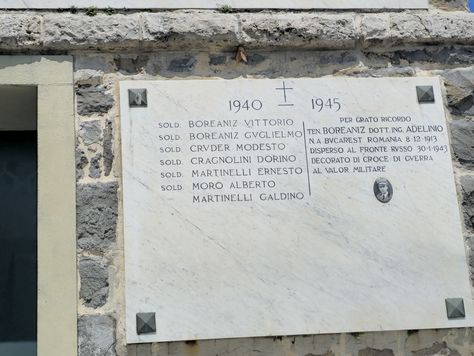 1940 1945
SOLD. BOREANIZ VITTORIO
SOLD. BOREANIZ GVGLIELMO
SOLD. CRVDER MODESTO
SOLD. CRAGNOLINI DORINO
SOLD. MARTINELLI ERNESTO
SOLD. MORO ALBERTO
MARTINELLI GALDINO
PER GRATO RICORDO
TEN. BOREANIZ DOTT. ING. ADELINO
N. A BVCAREST ROMANIA 8-12-1913
DISPERSO AL FRONTE RVSSO 30-1-1943
DECORATO DI CROCE DI GVERRA
AL VALOR MILITARE